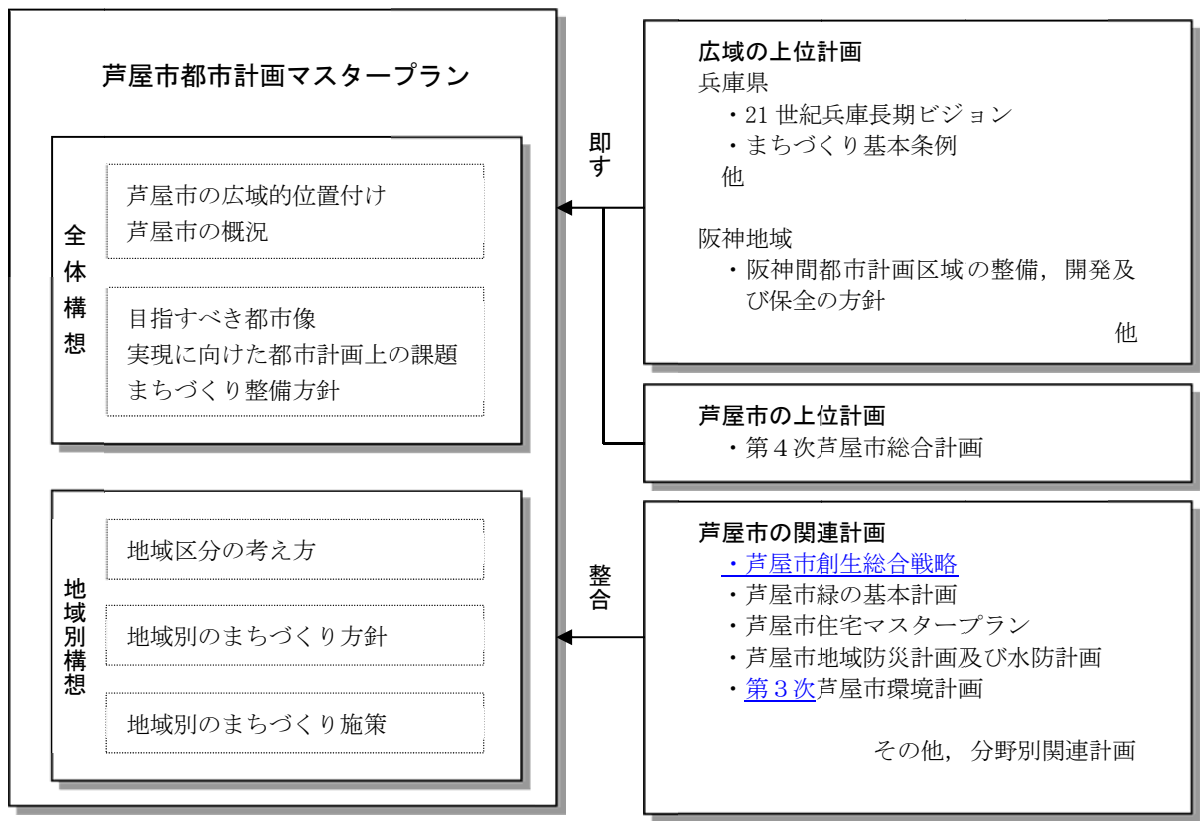 芦屋市都市計画マスタープラン
全体構想
芦屋市の広域的位置付け
芦屋市の概況
目指すべき都市像
実現に向けた都市計画上の課題
まちづくり整備方針
地域別構想
地域区分の考え方
地域別のまちづくり方針
地域別のまちづくり施策
即す
整合
広域の上位計画
兵庫県
・21 世紀兵庫長期ビジョン
・まちづくり基本条例
他
阪神地域
・阪神間都市計画区域の整備，開発及
び保全の方針
他
芦屋市の上位計画
・第４次芦屋市総合計画
芦屋市の関連計画
・芦屋市創生総合戦略
・芦屋市緑の基本計画
・芦屋市住宅マスタープラン
・芦屋市地域防災計画及び水防計画
・第３次芦屋市環境計画
その他，分野別関連計画